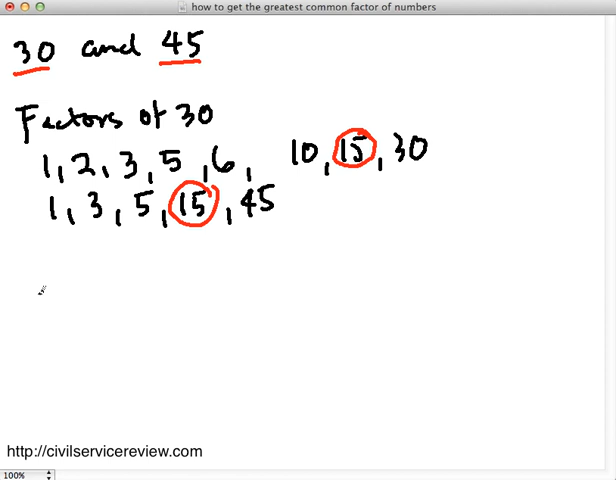 how to get the greatest common factor of numbers
30 and 45
Factors of 30
1, 2, 3, 5, 6, 10, 15, 30
1, 3, 5, 15, 45
http://civilservicereview.com
100%